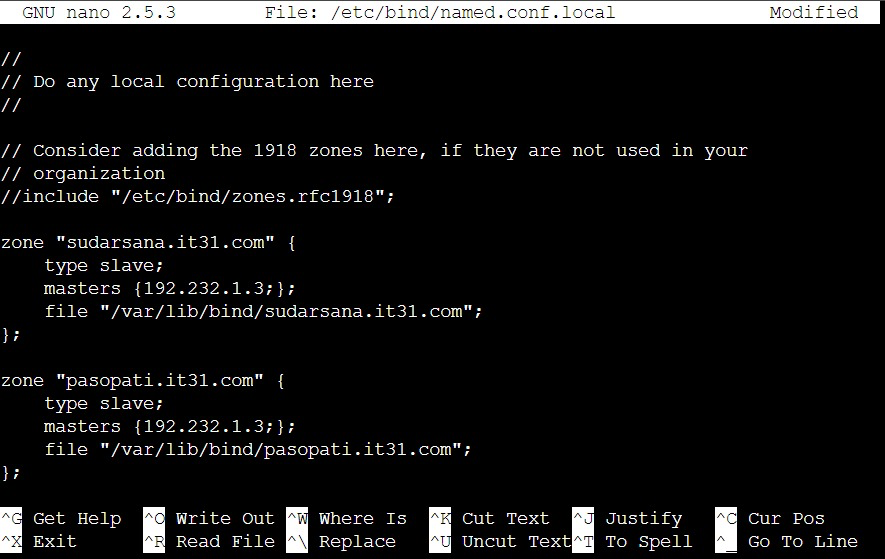 GNU nano 2.5.3 File: /etc/bind/named.conf.local Modified
//
// Do any local configuration here
//
// Consider adding the 1918 zones here, if they are not used in your
// organization
//include "/etc/bind/zones.rfc1918";
zone "sudarsana.it31.com" {
    type slave;
    masters {192.232.1.3;};
    file "/var/lib/bind/sudarsana.it31.com";
};
zone "pasopati.it31.com" {
    type slave;
    masters {192.232.1.3;};
    file "/var/lib/bind/pasopati.it31.com";
};
^G Get Help ^O Write Out ^W Where Is ^K Cut Text ^J Justify ^C Cur Pos
^X Exit ^R Read File ^\ Replace ^U Uncut Text ^T To Spell ^_ Go To Line